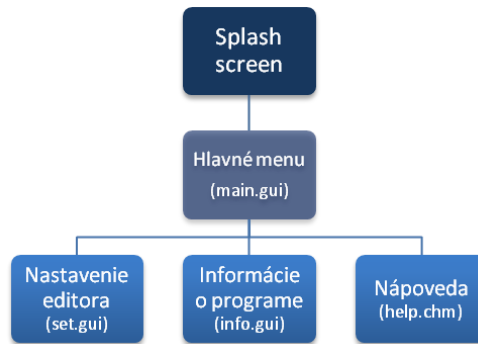 Splash
screen
Hlavné menu
(main.gui)
Nastavenie
editora
(set.gui)
Informácie
o programe
(info.gui)
Nápoveda
(help.chm)